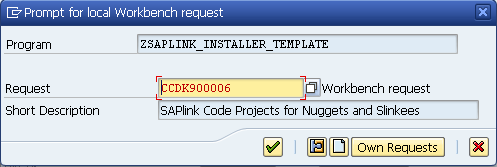 Prompt for local Workbench request
Program ZSAPLINK_INSTALLER_TEMPLATE
Request CCDK900006 Workbench request
Short Description SAPlink Code Projects for Nuggets and Slinkees
Own Requests